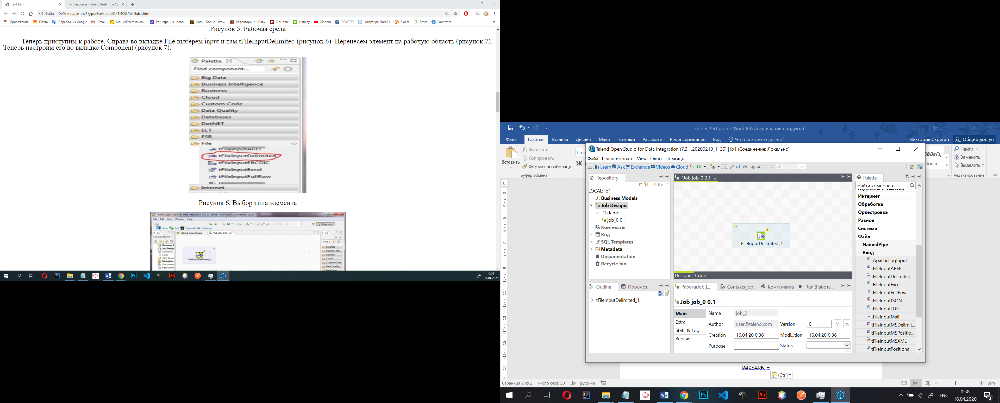 lab1.htm
Resources - Talend Real-Time Op
Файл | D:/Университет/3курс/6семестр/СиТИОД/lb1/lab1.htm
Приложения
Почта
Переводчик Google
Gmail
Мой AliExpress: Уп...
Регистрация новог...
Лапин Борис - ска...
Рефакторинг и Пат...
GoHome
Hata.by
Sindom
REALT.BY
Квартира-Дом.BY
Slanet
Resta
Domovita
Рисунок 5. Рабочая среда
Теперь приступим к работе. Справа во вкладке File выберем input и там tFileInputDelimited (рисунок 6). Перенесем элемент на рабочую область (рисунок 7).
Теперь настроим его во вкладке Component (рисунок 7).
Palette
Find component...
Big Data
Business Intelligence
Business
Cloud
Custom Code
Data Quality
Databases
DotNET
ELT
ESB
File
tFileInputARFF
tFileInputDelimited
tFileInputEBCDIC
tFileInputExcel
tFileInputFullRow
Internet
Рисунок 6. Выбор типа элемента
Talend Open Studio for Data Integration (5.5.1.r118616) | newProject (Connection: Local)
File Edit View Window Help
Learn Ask Upgrade! Exchange
Integration
LOCAL: newPrc
Talend Open Studio
*Job job_1 0.1
Find c
Business M
Job Design
Contexts
Code
SQL Temp
Metadata
Document
Recycle bin
tFileInputDelimited_1
Big Data
Business Int...
Business
Cloud
Custom Code
Data Quality
0:38
16.04.2020
Отчет_ЛБ1.docx - Word (Сбой активации продукта)
Файл Главная Вставка Дизайн Макет Ссылки Рассылки Рецензирование Вид Что вы хотите сделать?
Виктория Скриган Общий доступ
Вставить
Вырезать
Копировать
Формат по образцу
Буфер обмена
Time
Ж
Найти
Заменить
Выделить
Редактирование
Talend Open Studio for Data Integration (7.3.1.20200219_1130) | lb1 (Соединение: Локально)
Файл Редактировать View Окно Помощь
Learn Ask Exchange Videos Cloud
Repository
LOCAL: lb1
Business Models
Job Designs
demo
job_0 0.1
Контексты
Код
SQL Templates
Metadata
Documentation
Recycle bin
*Job job_0 0.1
tFileInputDelimited_1
Designer Code
Palette
Найти компонент
Интернет
Обработка
Оркестровка
Разное
Система
Файл
NamedPipe
Вход
tApacheLogInput
tFileInputARFF
tFileInputDelimited
tFileInputExcel
tFileInputFullRow
tFileInputJSON
tFileInputLDIF
tFileInputMail
tFileInputMSDelimit...
tFileInputMSPositio...
tFileInputMSXML
tFileInputPositional
Outline
Просмот...
tFileInputDelimited_1
Работа(Job j...
Contexts(job...
Компонента
Run (Работа...
Job job_0 0.1
Main
Extra
Stats & Logs
Версия
Name job_0
Author user@talend.com Version 0.1 M m
Creation 16.04.20 0:36 Modi...tion 16.04.20 0:36
Purpose Status
рисунок –
(Ctrl)
Страница 2 из 2 Число слов: 50 русский
85%
ENG
0:38
16.04.2020
3